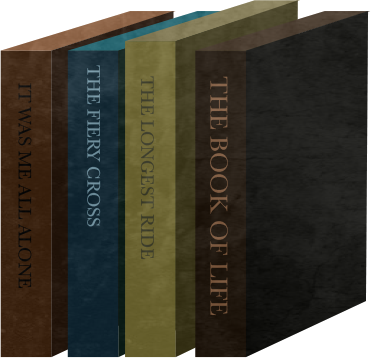 IT WAS ME ALL ALONE
THE FIERY CROSS
THE LONGEST RIDE
THE BOOK OF LIFE